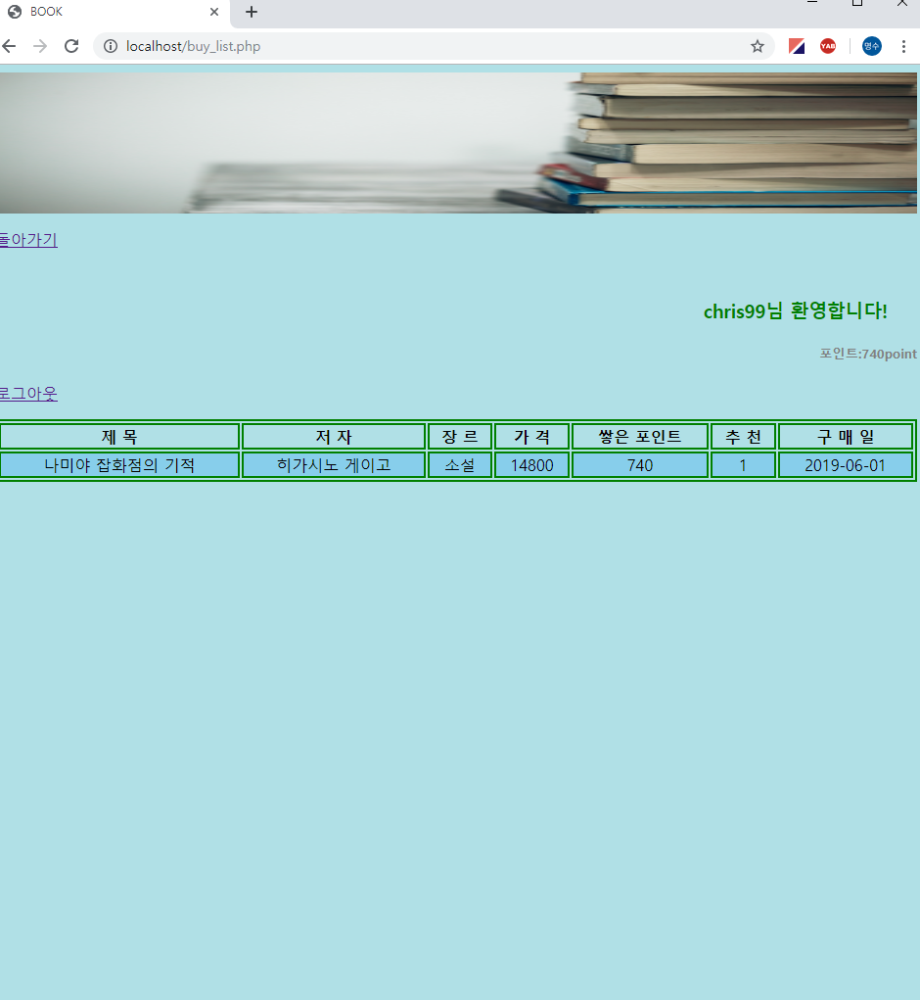 BOOK
localhost/buy_list.php
YAB
명수
돌아가기
chris99님 환영합니다!
포인트:740point
로그아웃
제 목 저 자 장 르 가 격 쌓은 포인트 추 천 구 매 일
나미야 잡화점의 기적 히가시노 게이고 소설 14800 740 1 2019-06-01